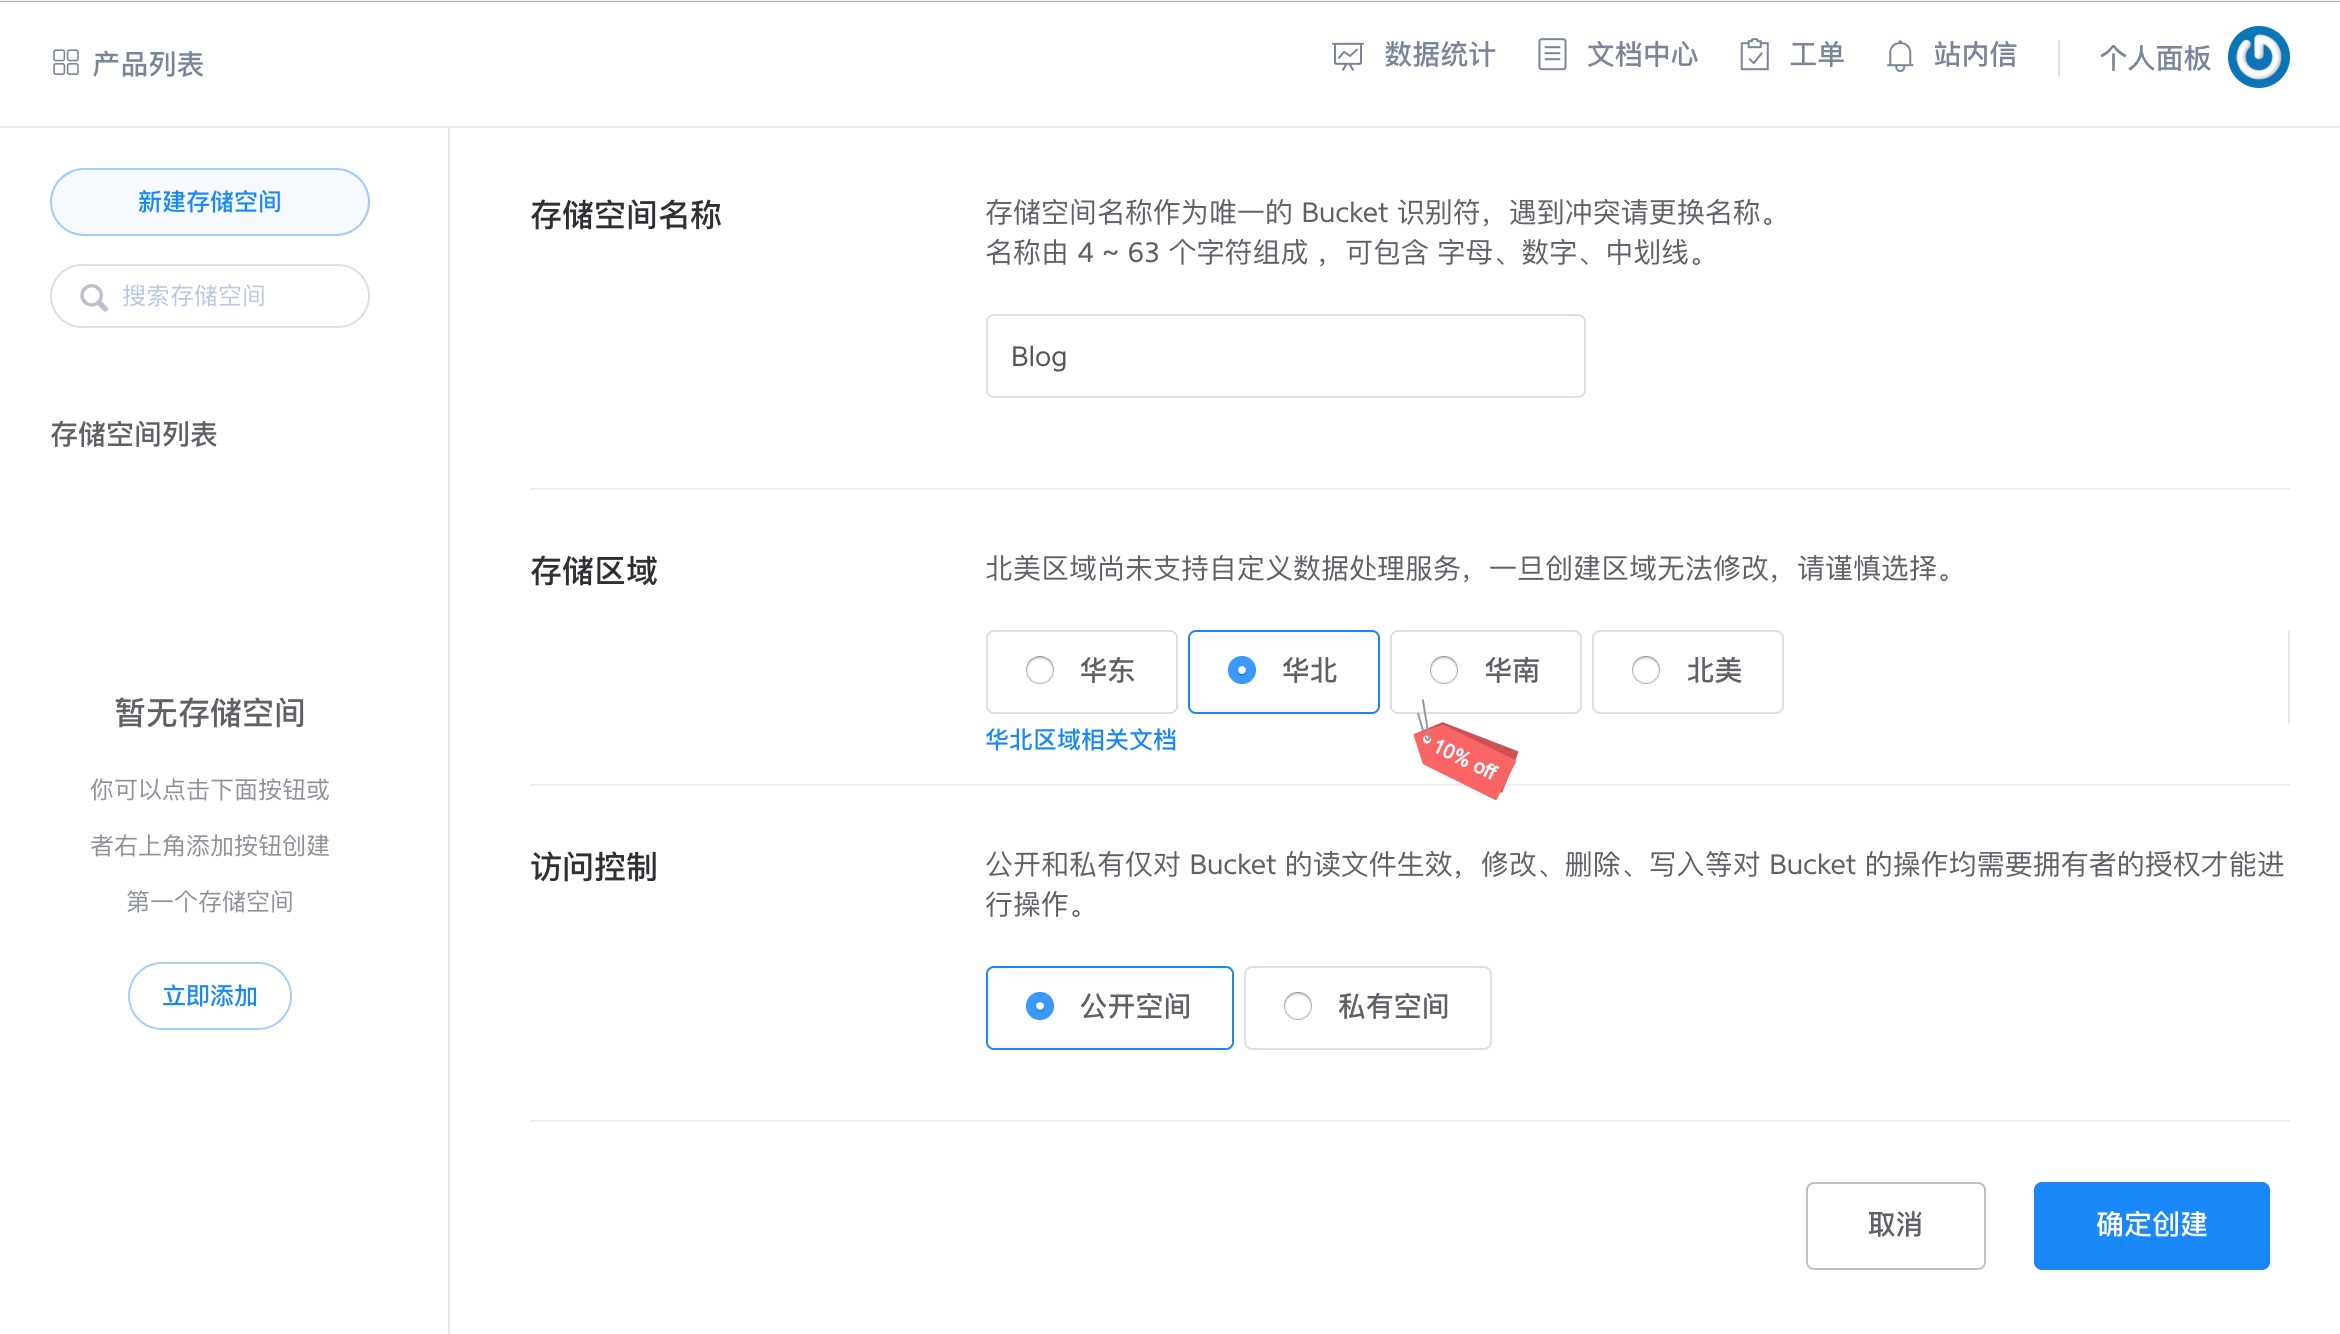 产品列表
数据统计
文档中心
工单
站内信
个人面板
新建存储空间
搜索存储空间
存储空间列表
暂无存储空间
你可以点击下面按钮或
者右上角添加按钮创建
第一个存储空间
立即添加
存储空间名称
存储空间名称作为唯一的 Bucket 识别符，遇到冲突请更换名称。
名称由 4 ~ 63 个字符组成 ，可包含 字母、数字、中划线。
Blog
存储区域
北美区域尚未支持自定义数据处理服务，一旦创建区域无法修改，请谨慎选择。
华东
华北
华南
北美
华北区域相关文档
10% off
访问控制
公开和私有仅对 Bucket 的读文件生效，修改、删除、写入等对 Bucket 的操作均需要拥有者的授权才能进
行操作。
公开空间
私有空间
取消
确定创建